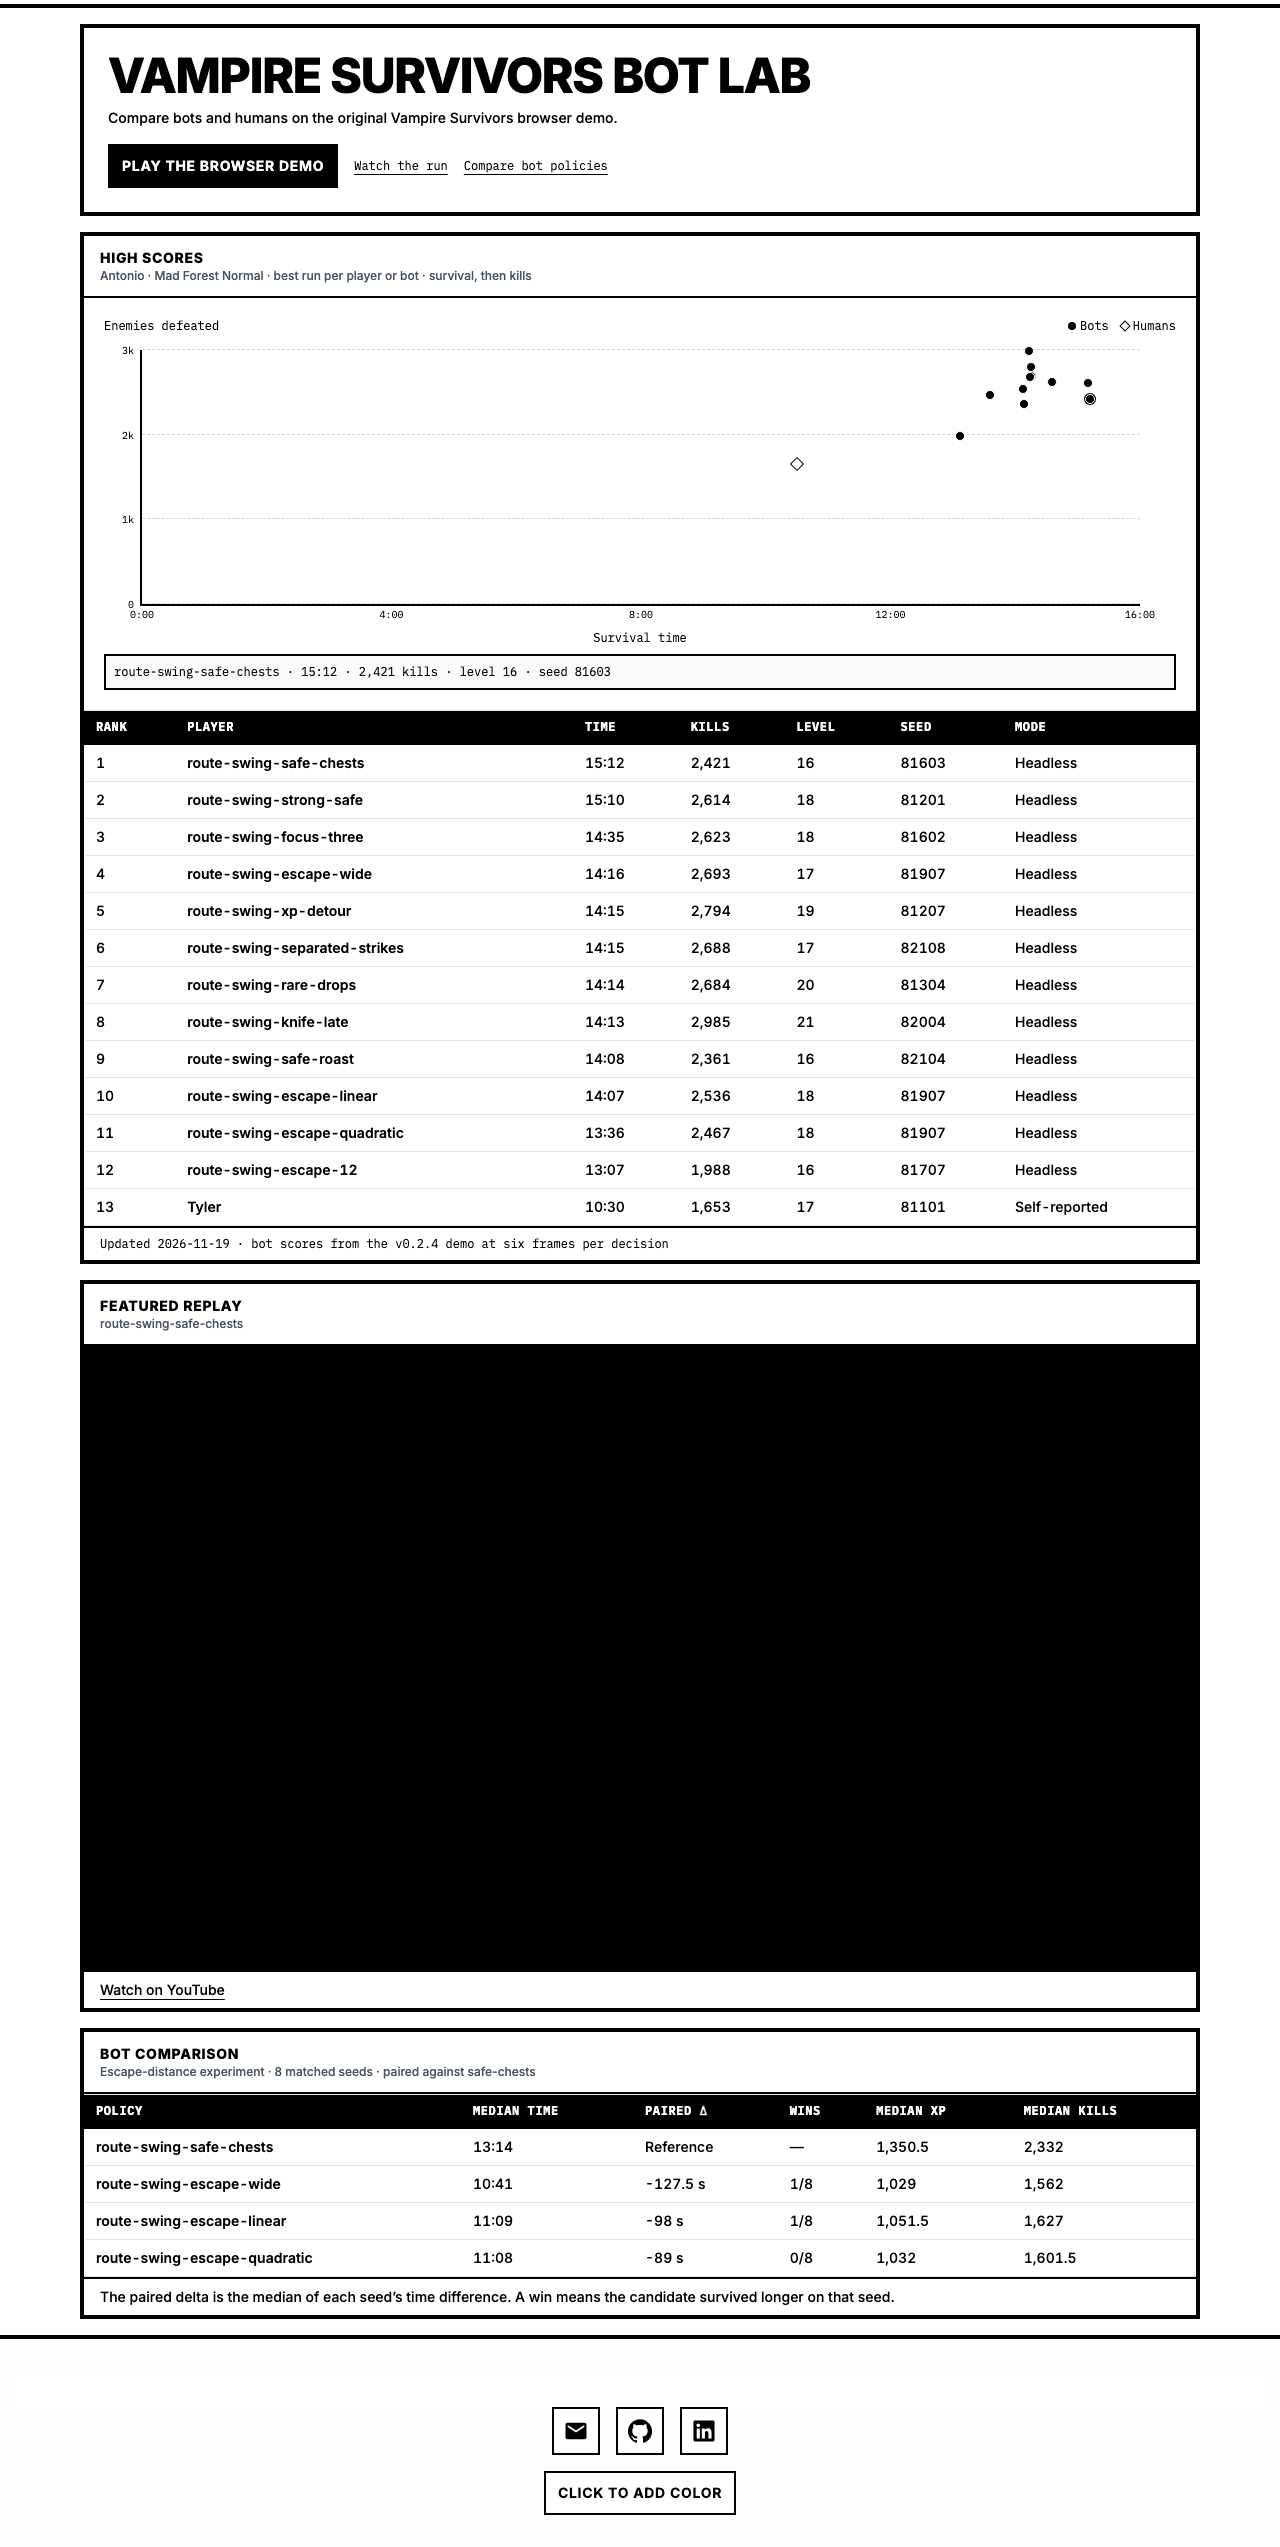 VAMPIRE SURVIVORS BOT LAB
Compare bots and humans on the original Vampire Survivors browser demo.
PLAY THE BROWSER DEMO Watch the run Compare bot policies
HIGH SCORES
Antonio · Mad Forest Normal · best run per player or bot · survival, then kills
Enemies defeated Bots Humans
3k
2k
1k
0
0:00 4:00 8:00 12:00 16:00
Survival time
route-swing-safe-chests · 15:12 · 2,421 kills · level 16 · seed 81603
RANK PLAYER TIME KILLS LEVEL SEED MODE
1 route-swing-safe-chests 15:12 2,421 16 81603 Headless
2 route-swing-strong-safe 15:10 2,614 18 81201 Headless
3 route-swing-focus-three 14:35 2,623 18 81602 Headless
4 route-swing-escape-wide 14:16 2,693 17 81907 Headless
5 route-swing-xp-detour 14:15 2,794 19 81207 Headless
6 route-swing-separated-strikes 14:15 2,688 17 82108 Headless
7 route-swing-rare-drops 14:14 2,684 20 81304 Headless
8 route-swing-knife-late 14:13 2,985 21 82004 Headless
9 route-swing-safe-roast 14:08 2,361 16 82104 Headless
10 route-swing-escape-linear 14:07 2,536 18 81907 Headless
11 route-swing-escape-quadratic 13:36 2,467 18 81907 Headless
12 route-swing-escape-12 13:07 1,988 16 81707 Headless
13 Tyler 10:30 1,653 17 81101 Self-reported
Updated 2026-11-19 · bot scores from the v0.2.4 demo at six frames per decision
FEATURED REPLAY
route-swing-safe-chests
Watch on YouTube
BOT COMPARISON
Escape-distance experiment · 8 matched seeds · paired against safe-chests
POLICY MEDIAN TIME PAIRED Δ WINS MEDIAN XP MEDIAN KILLS
route-swing-safe-chests 13:14 Reference — 1,350.5 2,332
route-swing-escape-wide 10:41 -127.5 s 1/8 1,029 1,562
route-swing-escape-linear 11:09 -98 s 1/8 1,051.5 1,627
route-swing-escape-quadratic 11:08 -89 s 0/8 1,032 1,601.5
The paired delta is the median of each seed’s time difference. A win means the candidate survived longer on that seed.
in
CLICK TO ADD COLOR